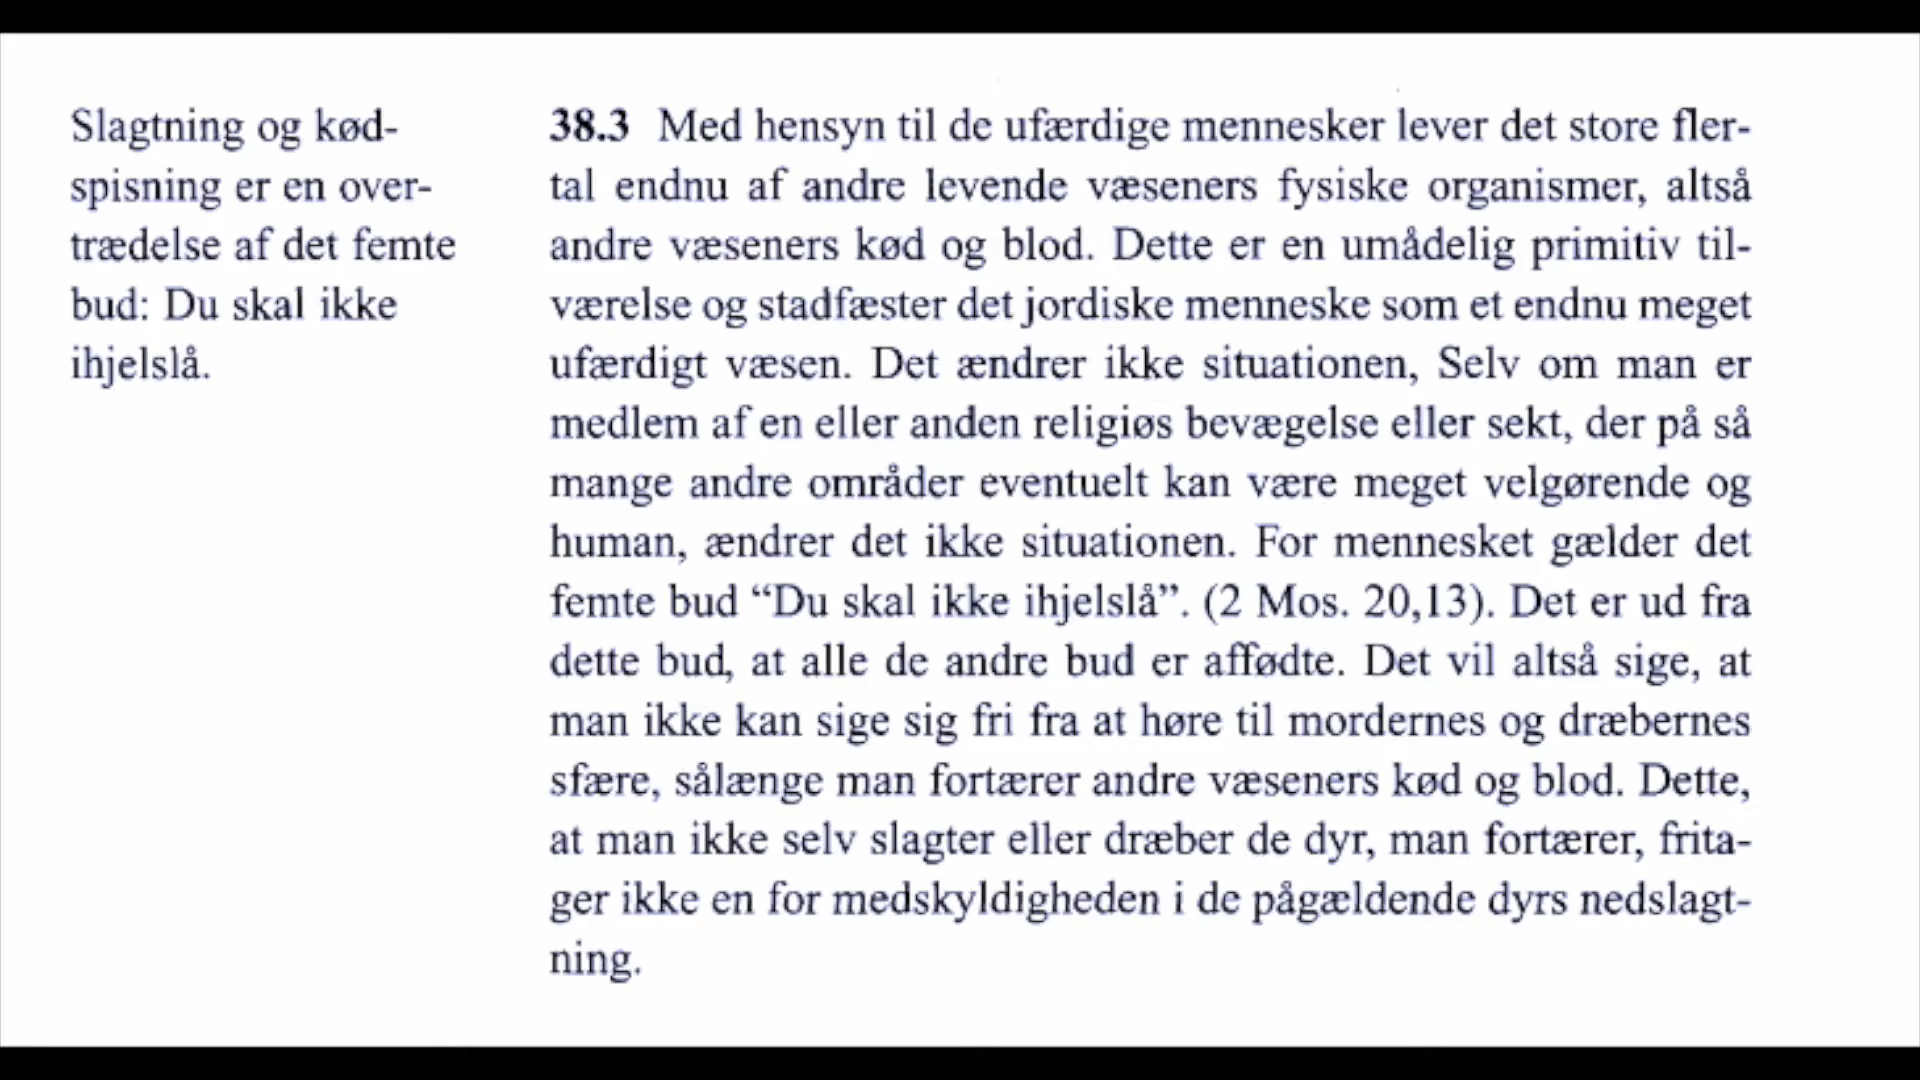 Slagtning og kød-
spisning er en over-
trædelse af det femte
bud: Du skal ikke
ihjelslå.
38.3 Med hensyn til de ufærdige mennesker lever det store fler-
tal endnu af andre levende væseners fysiske organismer, altså
andre væseners kød og blod. Dette er en umådelig primitiv til-
værelse og stadfæster det jordiske menneske som et endnu meget
ufærdigt væsen. Det ændrer ikke situationen, Selv om man er
medlem af en eller anden religiøs bevægelse eller sekt, der på så
mange andre områder eventuelt kan være meget velgørende og
human, ændrer det ikke situationen. For mennesket gælder det
femte bud “Du skal ikke ihjelslå”. (2 Mos. 20,13). Det er ud fra
dette bud, at alle de andre bud er affødte. Det vil altså sige, at
man ikke kan sige sig fri fra at høre til mordernes og dræbernes
sfære, sålænge man fortærer andre væseners kød og blod. Dette,
at man ikke selv slagter eller dræber de dyr, man fortærer, frita-
ger ikke en for medskyldigheden i de pågældende dyrs nedslagt-
ning.